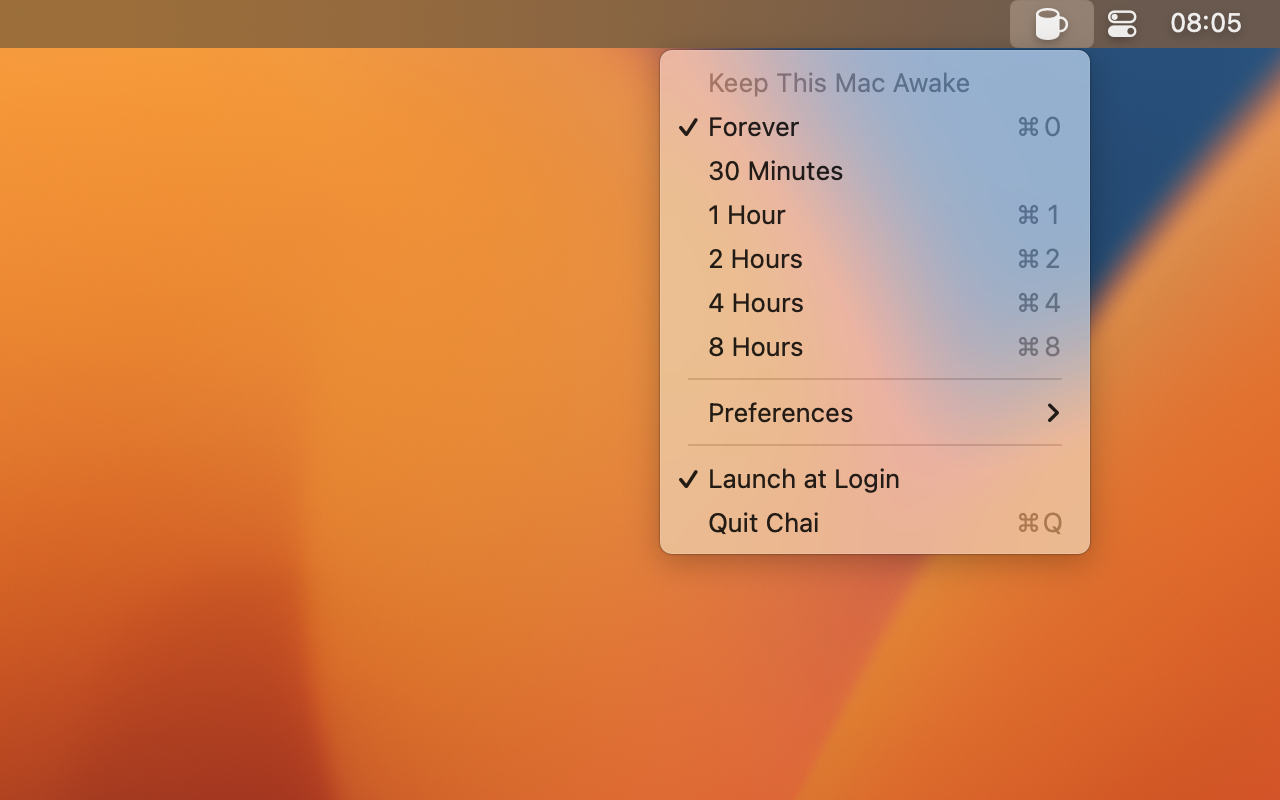 08:05
Keep This Mac Awake
✓ Forever ⌘0
30 Minutes
1 Hour ⌘1
2 Hours ⌘2
4 Hours ⌘4
8 Hours ⌘8
Preferences
✓ Launch at Login
Quit Chai ⌘Q